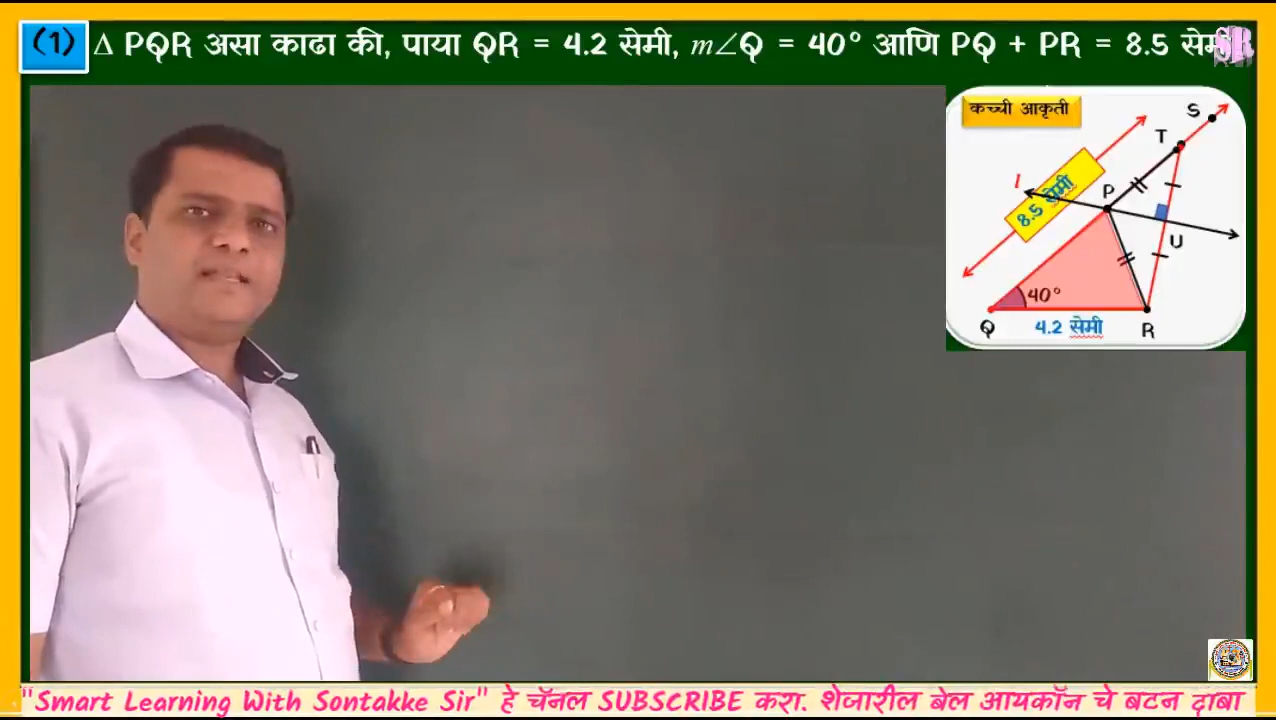 (1) Δ PQR असा काढा की, पाया QR = 4.2 सेमी, m∠Q = 40° आणि PQ + PR = 8.5 सेमी
कच्ची आकृती
S
T
l
8.5 सेमी
P
U
40°
Q 4.2 सेमी R
"Smart Learning With Sontakke Sir" हे चॅनल SUBSCRIBE करा. शेजारील बेल आयकॉन चे बटन दाबा